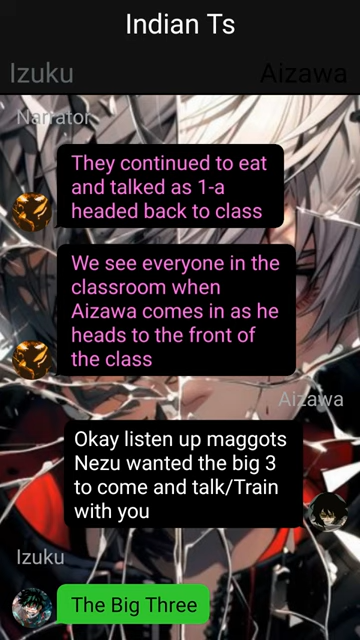 Indian Ts
Izuku
Aizawa
Narrator
They continued to eat
and talked as 1-a
headed back to class
We see everyone in the
classroom when
Aizawa comes in as he
heads to the front of
the class
Aizawa
Okay listen up maggots
Nezu wanted the big 3
to come and talk/Train
with you
Izuku
The Big Three